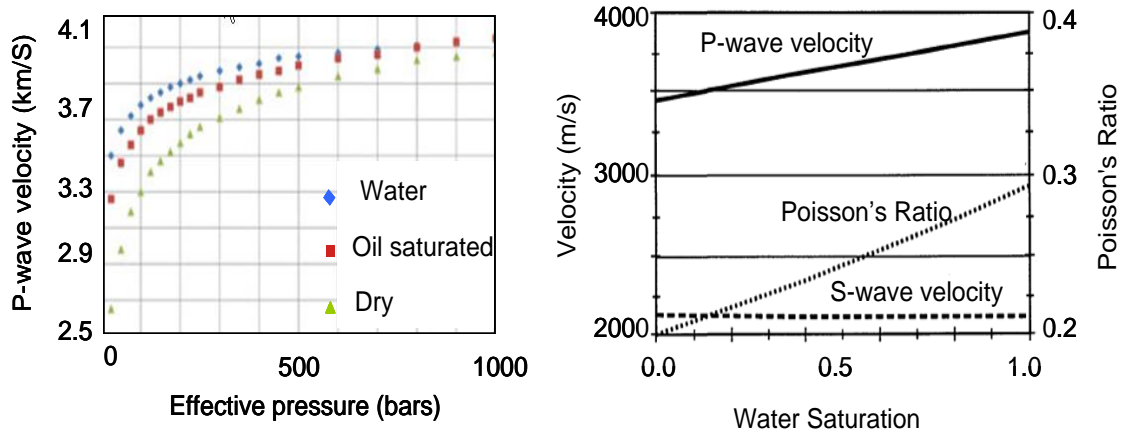 P-wave velocity (km/S)
4.1
3.7
3.3
2.9
2.5
0
500
1000
Effective pressure (bars)
Water
Oil saturated
Dry
Velocity (m/s)
4000
3000
2000
P-wave velocity
Poisson's Ratio
S-wave velocity
0.4
0.3
0.2
Poisson's Ratio
0.0
0.5
1.0
Water Saturation